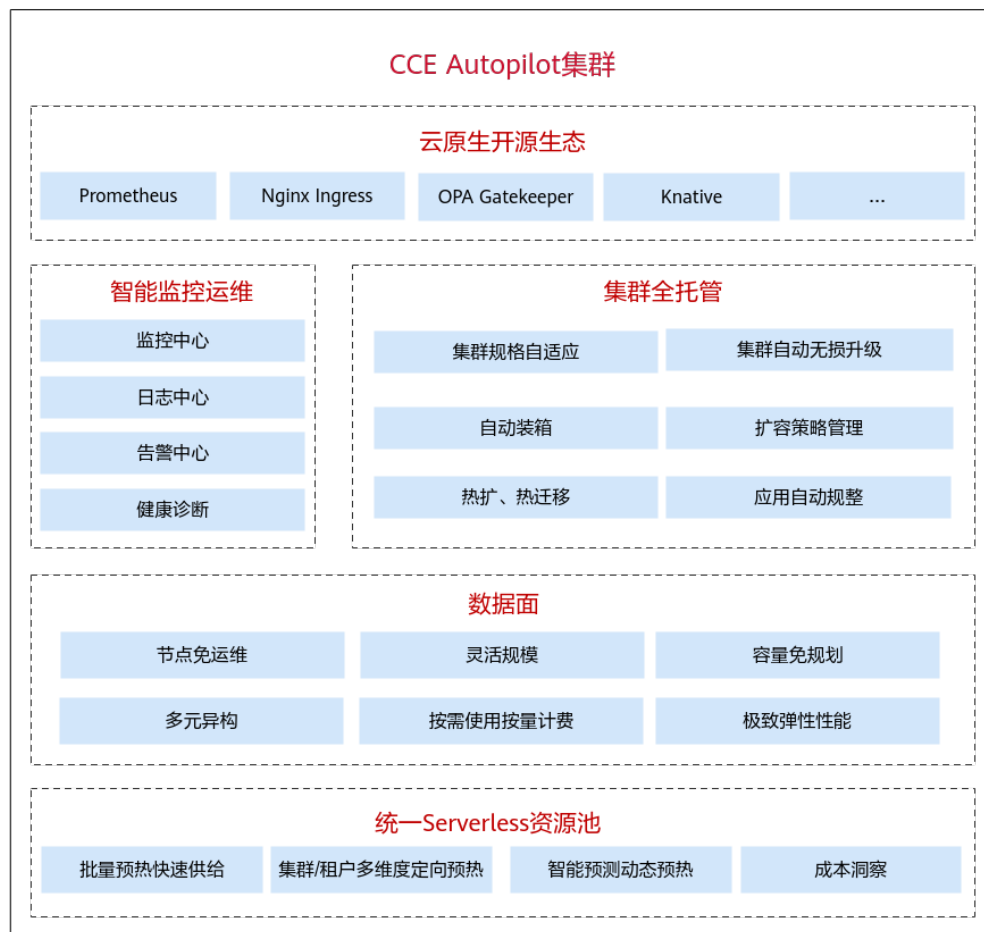 CCE Autopilot集群
云原生开源生态
Prometheus
Nginx Ingress
OPA Gatekeeper
Knative
...
智能监控运维
监控中心
日志中心
告警中心
健康诊断
集群全托管
集群规格自适应
集群自动无损升级
自动装箱
扩容策略管理
热扩、热迁移
应用自动规整
数据面
节点免运维
灵活规模
容量免规划
多元异构
按需使用按量计费
极致弹性性能
统一Serverless资源池
批量预热快速供给
集群/租户多维度定向预热
智能预测动态预热
成本洞察